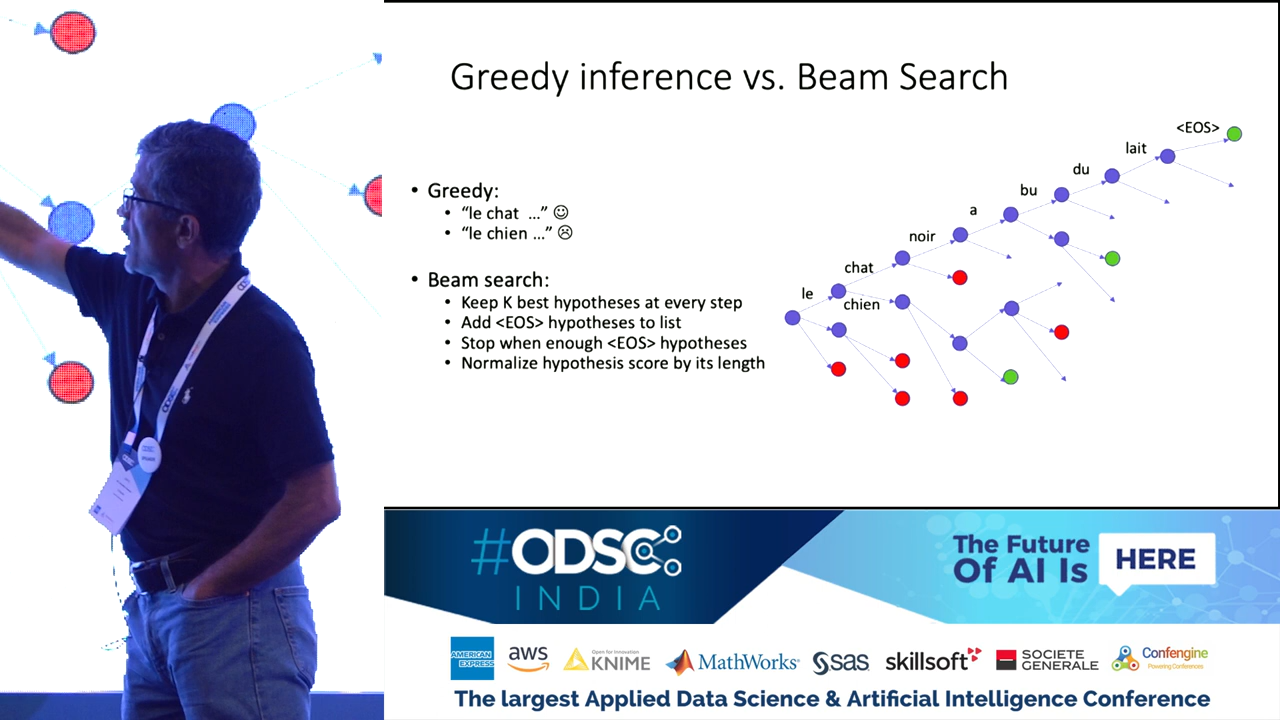 Greedy inference vs. Beam Search
• Greedy:
• “le chat ...” ☺
• “le chien ...” ☹
• Beam search:
• Keep K best hypotheses at every step
• Add <EOS> hypotheses to list
• Stop when enough <EOS> hypotheses
• Normalize hypothesis score by its length
<EOS>
lait
du
bu
a
noir
chat
le
chien
#ODSC
INDIA
The Future
Of AI Is
HERE
AMERICAN
EXPRESS
aws
Open for Innovation
KNIME
MathWorks
sas
skillsoft
SOCIETE
GENERALE
Confengine
Powering Conferences
The largest Applied Data Science & Artificial Intelligence Conference